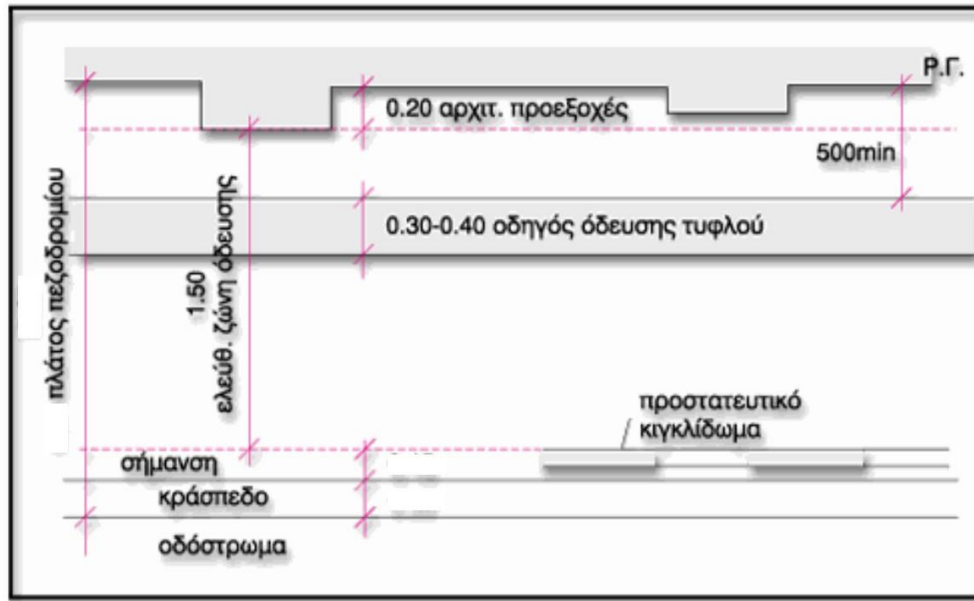 Ρ.Γ.
0.20 αρχιτ. προεξοχές
500min
0.30-0.40 οδηγός όδευσης τυφλού
πλάτος πεζοδρομίου
1.50
ελεύθ. ζώνη όδευσης
προστατευτικό
κιγκλίδωμα
σήμανση
κράσπεδο
οδόστρωμα